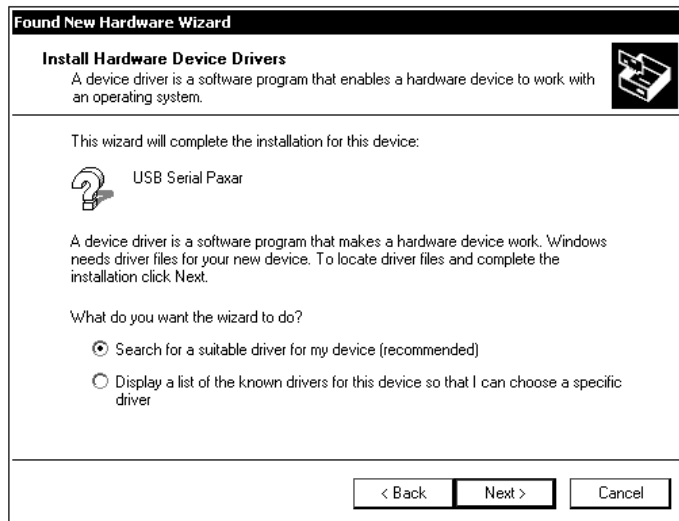 Found New Hardware Wizard
Install Hardware Device Drivers
A device driver is a software program that enables a hardware device to work with
an operating system.
This wizard will complete the installation for this device:
USB Serial Paxar
A device driver is a software program that makes a hardware device work. Windows
needs driver files for your new device. To locate driver files and complete the
installation click Next.
What do you want the wizard to do?
Search for a suitable driver for my device (recommended)
Display a list of the known drivers for this device so that I can choose a specific
driver
< Back Next > Cancel